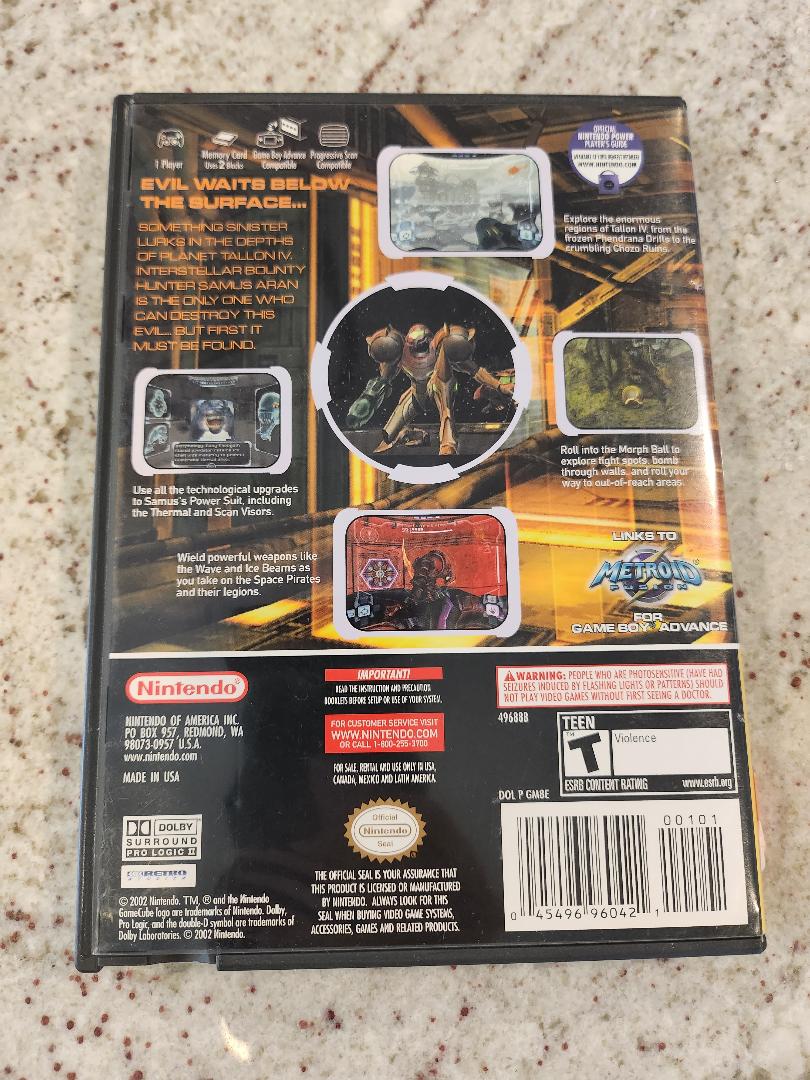 1 Player
Memory Card
Uses 2 Blocks
Game Boy Advance
Compatible
Progressive Scan
Compatible
OFFICIAL
NINTENDO POWER
PLAYER'S GUIDE
WWW.NINTENDO.COM
EVIL WAITS BELOW
THE SURFACE...
SOMETHING SINISTER
LURKS IN THE DEPTHS
OF PLANET TALLON IV.
INTERSTELLAR BOUNTY
HUNTER SAMUS ARAN
IS THE ONLY ONE WHO
CAN DESTROY THIS
EVIL... BUT FIRST IT
MUST BE FOUND.
Explore the enormous
regions of Tallon IV, from the
frozen Phendrana Drifts to the
crumbling Chozo Ruins.
Roll into the Morph Ball to
explore tight spots, bomb
through walls, and roll your
way to out-of-reach areas.
Use all the technological upgrades
to Samus's Power Suit, including
the Thermal and Scan Visors.
Wield powerful weapons like
the Wave and Ice Beams as
you take on the Space Pirates
and their legions.
LINKS TO
METROID
FUSION
FOR
GAME BOY ADVANCE
Nintendo®
NINTENDO OF AMERICA INC.
PO BOX 957, REDMOND, WA
98073-0957 U.S.A.
www.nintendo.com
MADE IN USA
IMPORTANT!
READ THE INSTRUCTION AND PRECAUTION
BOOKLETS BEFORE SETUP OR USE OF YOUR SYSTEM.
FOR CUSTOMER SERVICE VISIT
WWW.NINTENDO.COM
OR CALL 1-800-255-3700
FOR SALE, RENTAL AND USE ONLY IN USA,
CANADA, MEXICO AND LATIN AMERICA.
WARNING: PEOPLE WHO ARE PHOTOSENSITIVE (HAVE HAD
SEIZURES INDUCED BY FLASHING LIGHTS OR PATTERNS) SHOULD
NOT PLAY VIDEO GAMES WITHOUT FIRST SEEING A DOCTOR.
496888
TEEN
T
™
Violence
ESRB CONTENT RATING www.esrb.org
DOL P GM8E
DOLBY
SURROUND
PRO LOGIC II
RETRO
STUDIOS
Official
Nintendo
Seal
THE OFFICIAL SEAL IS YOUR ASSURANCE THAT
THIS PRODUCT IS LICENSED OR MANUFACTURED
BY NINTENDO. ALWAYS LOOK FOR THIS
SEAL WHEN BUYING VIDEO GAME SYSTEMS,
ACCESSORIES, GAMES AND RELATED PRODUCTS.
© 2002 Nintendo. TM, ® and the Nintendo
GameCube logo are trademarks of Nintendo. Dolby,
Pro Logic, and the double-D symbol are trademarks of
Dolby Laboratories. © 2002 Nintendo.
00101
0 45496 96042 1